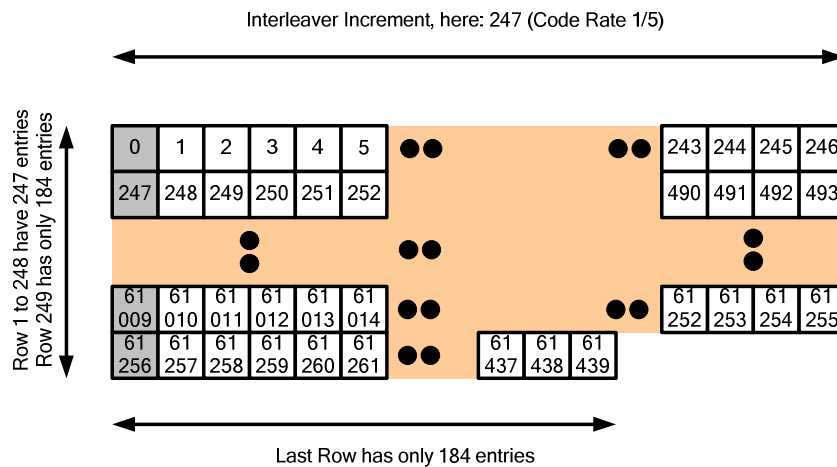 Interleaver Increment, here: 247 (Code Rate 1/5)
Row 1 to 248 have 247 entries
Row 249 has only 184 entries
0 1 2 3 4 5 243 244 245 246
247 248 249 250 251 252 490 491 492 493
61 61 61 61 61 61 61 61 61 61
009 010 011 012 013 014 252 253 254 255
61 61 61 61 61 61 61 61 61
256 257 258 259 260 261 437 438 439
Last Row has only 184 entries